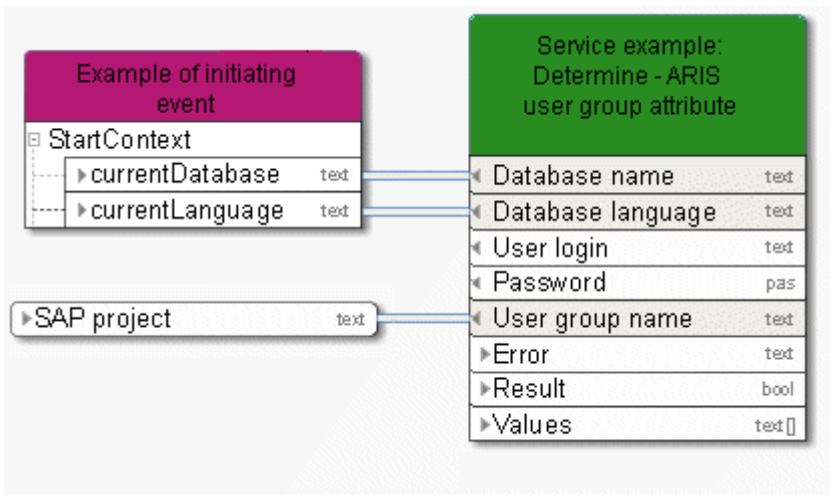 Example of initiating
event
StartContext
currentDatabase text
currentLanguage text
SAP project text
Service example:
Determine - ARIS
user group attribute
Database name text
Database language text
User login text
Password pas
User group name text
Error text
Result bool
Values text[]